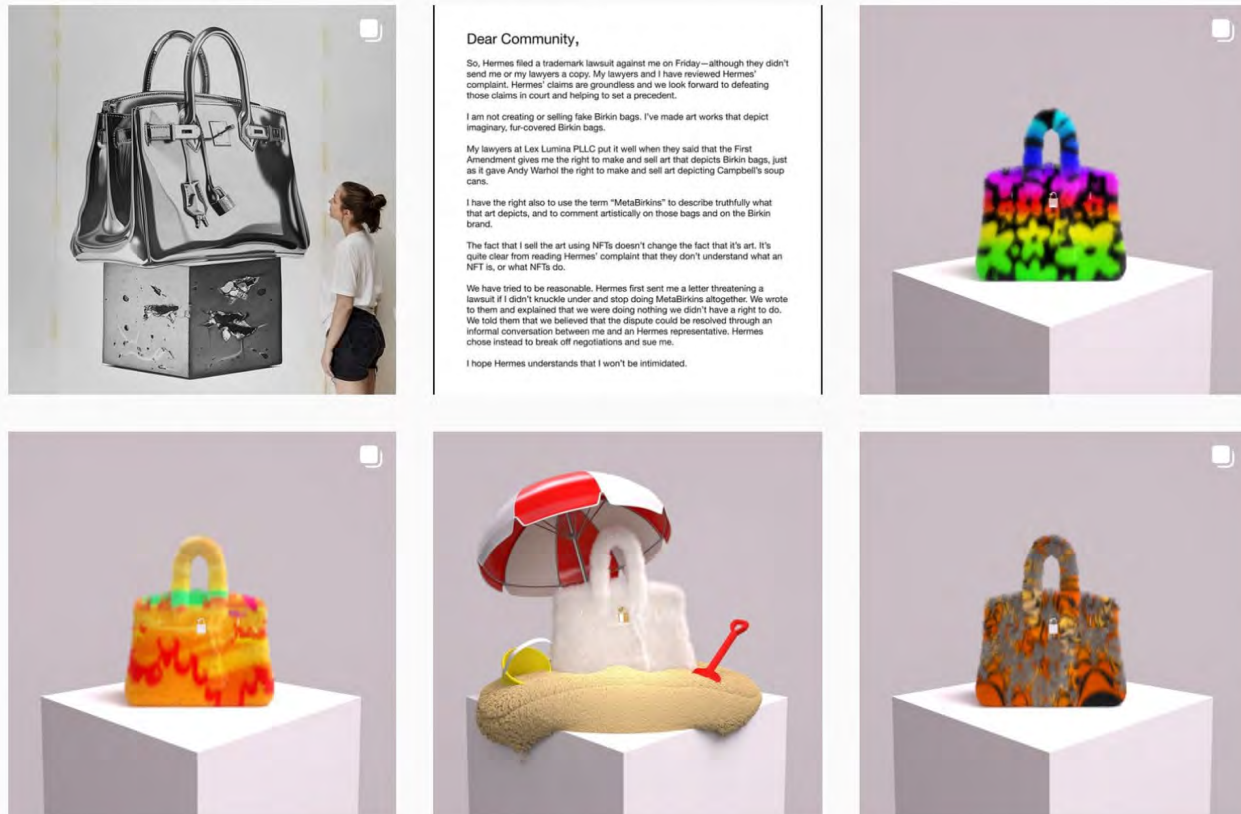 Dear Community,
So, Hermes filed a trademark lawsuit against me on Friday—although they didn't
send me or my lawyers a copy. My lawyers and I have reviewed Hermes'
complaint. Hermes' claims are groundless and we look forward to defeating
those claims in court and helping to set a precedent.
I am not creating or selling fake Birkin bags. I've made art works that depict
imaginary, fur-covered Birkin bags.
My lawyers at Lex Lumina PLLC put it well when they said that the First
Amendment gives me the right to make and sell art that depicts Birkin bags, just
as it gave Andy Warhol the right to make and sell art depicting Campbell's soup
cans.
I have the right also to use the term “MetaBirkins” to describe truthfully what
that art depicts, and to comment artistically on those bags and on the Birkin
brand.
The fact that I sell the art using NFTs doesn't change the fact that it's art. It's
quite clear from reading Hermes' complaint that they don't understand what an
NFT is, or what NFTs do.
We have tried to be reasonable. Hermes first sent me a letter threatening a
lawsuit if I didn't knuckle under and stop doing MetaBirkins altogether. We wrote
to them and explained that we were doing nothing we didn't have a right to do.
We told them that we believed that the dispute could be resolved through an
informal conversation between me and an Hermes representative. Hermes
chose instead to break off negotiations and sue me.
I hope Hermes understands that I won't be intimidated.